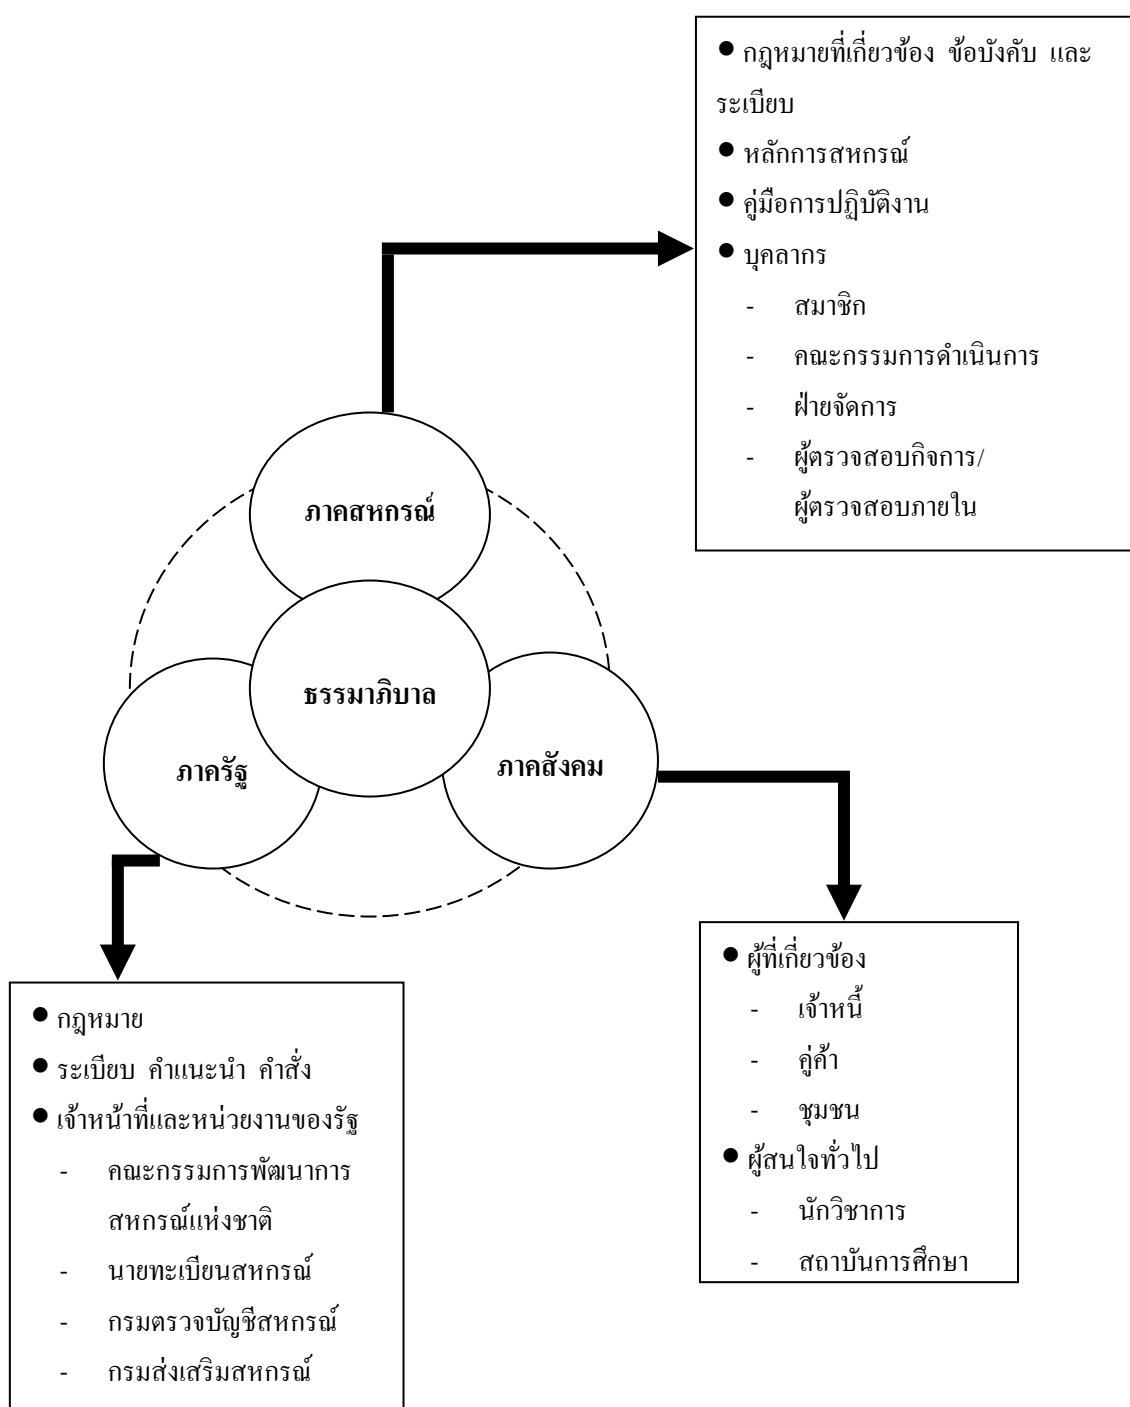 ● กฎหมายที่เกี่ยวข้อง ข้อบังคับ และ
ระเบียบ
● หลักการสหกรณ์
● คู่มือการปฏิบัติงาน
● บุคลากร
- สมาชิก
- คณะกรรมการดำเนินการ
- ฝ่ายจัดการ
- ผู้ตรวจสอบกิจการ/
ผู้ตรวจสอบภายใน
ภาคสหกรณ์
ธรรมาภิบาล
ภาครัฐ
ภาคสังคม
● ผู้ที่เกี่ยวข้อง
- เจ้าหนี้
- คู่ค้า
- ชุมชน
● ผู้สนใจทั่วไป
- นักวิชาการ
- สถาบันการศึกษา
● กฎหมาย
● ระเบียบ คำแนะนำ คำสั่ง
● เจ้าหน้าที่และหน่วยงานของรัฐ
- คณะกรรมการพัฒนาการ
สหกรณ์แห่งชาติ
- นายทะเบียนสหกรณ์
- กรมตรวจบัญชีสหกรณ์
- กรมส่งเสริมสหกรณ์